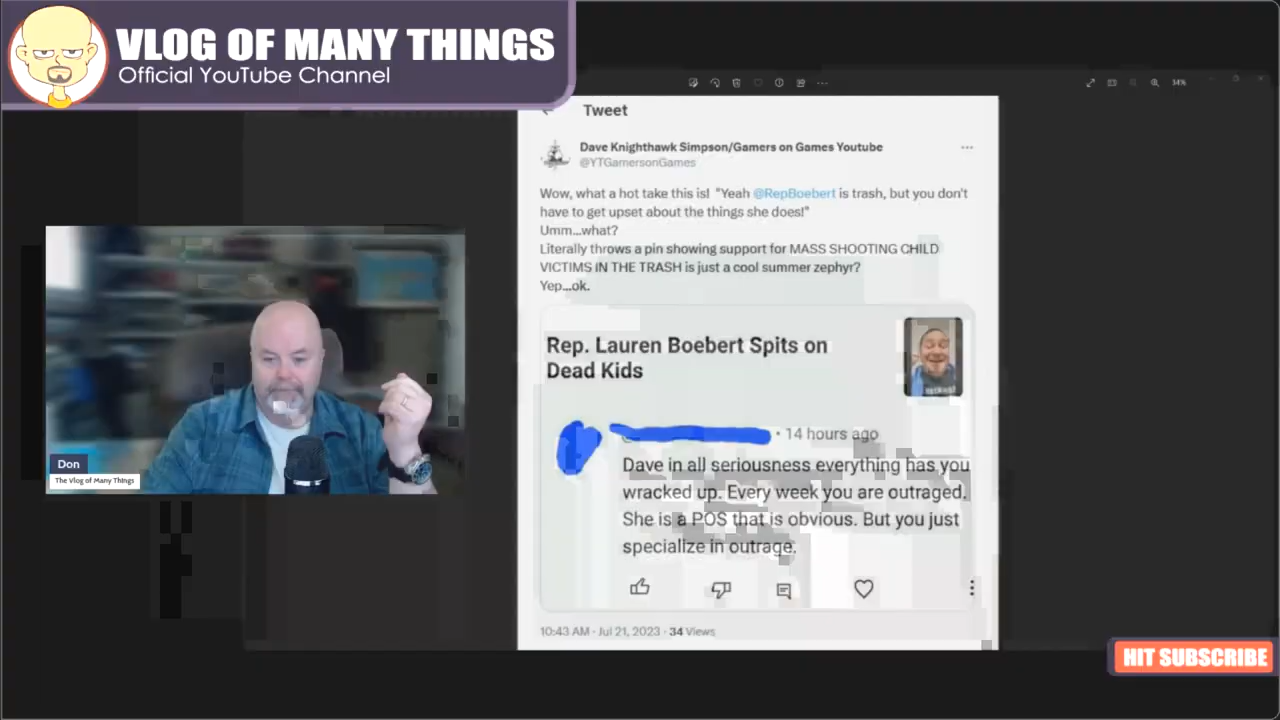 VLOG OF MANY THINGS
Official YouTube Channel
34%
Tweet
Dave Knighthawk Simpson/Gamers on Games Youtube
@YTGamersonGames
Wow, what a hot take this is! "Yeah @RepBoebert is trash, but you don't
have to get upset about the things she does!"
Umm...what?
Literally throws a pin showing support for MASS SHOOTING CHILD
VICTIMS IN THE TRASH is just a cool summer zephyr?
Yep...ok.
Rep. Lauren Boebert Spits on
Dead Kids
• 14 hours ago
Dave in all seriousness everything has you
wracked up. Every week you are outraged.
She is a POS that is obvious. But you just
specialize in outrage.
10:43 AM · Jul 21, 2023 · 34 Views
Don
The Vlog of Many Things
HIT SUBSCRIBE